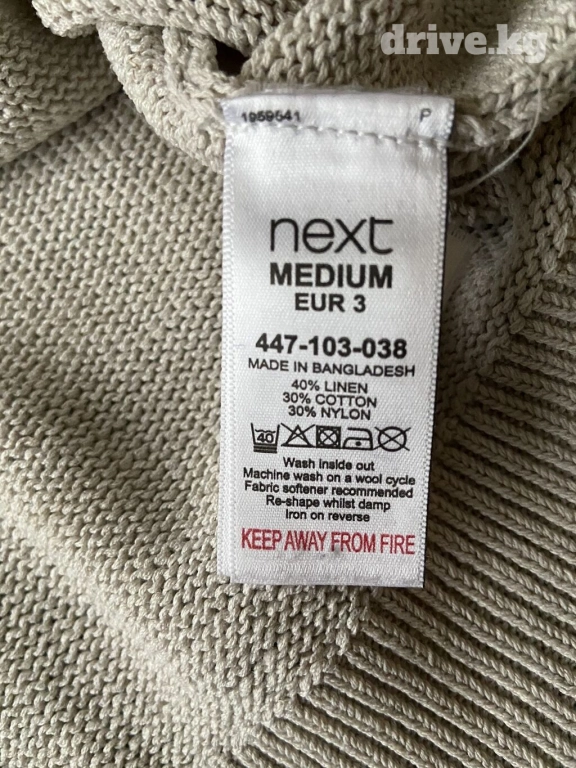 drive.kg
1959541 P
next
MEDIUM
EUR 3
447-103-038
MADE IN BANGLADESH
40% LINEN
30% COTTON
30% NYLON
40
Wash inside out
Machine wash on a wool cycle
Fabric softener recommended
Re-shape whilst damp
Iron on reverse
KEEP AWAY FROM FIRE